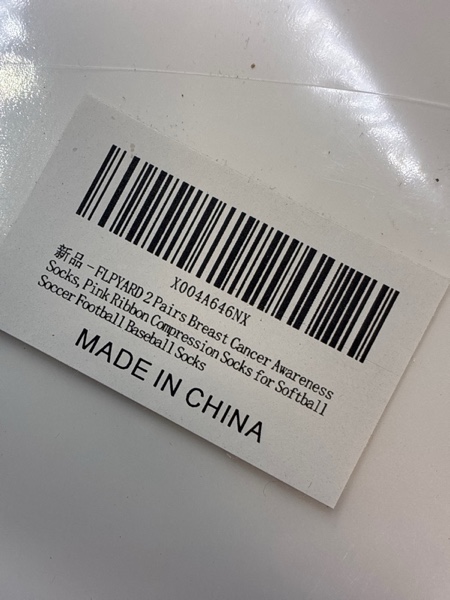 X004A646NX
新品 - FLPYARD 2 Pairs Breast Cancer Awareness
Socks, Pink Ribbon Compression Socks for Softball
Soccer Football Baseball Socks
MADE IN CHINA